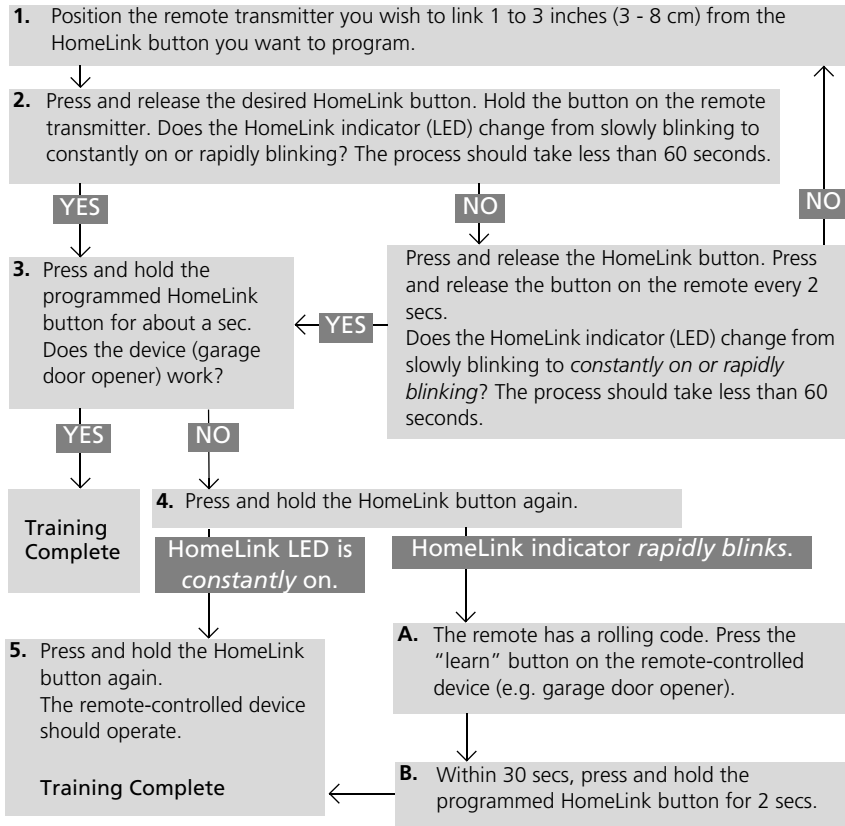 1. Position the remote transmitter you wish to link 1 to 3 inches (3 - 8 cm) from the
HomeLink button you want to program.
2. Press and release the desired HomeLink button. Hold the button on the remote
transmitter. Does the HomeLink indicator (LED) change from slowly blinking to
constantly on or rapidly blinking? The process should take less than 60 seconds.
YES
NO
NO
3. Press and hold the
programmed HomeLink
button for about a sec.
Does the device (garage
door opener) work?
YES
Press and release the HomeLink button. Press
and release the button on the remote every 2
secs.
Does the HomeLink indicator (LED) change from
slowly blinking to constantly on or rapidly
blinking? The process should take less than 60
seconds.
YES
NO
Training
Complete
4. Press and hold the HomeLink button again.
HomeLink LED is
constantly on.
HomeLink indicator rapidly blinks.
5. Press and hold the HomeLink
button again.
The remote-controlled device
should operate.
Training Complete
A. The remote has a rolling code. Press the
“learn” button on the remote-controlled
device (e.g. garage door opener).
B. Within 30 secs, press and hold the
programmed HomeLink button for 2 secs.